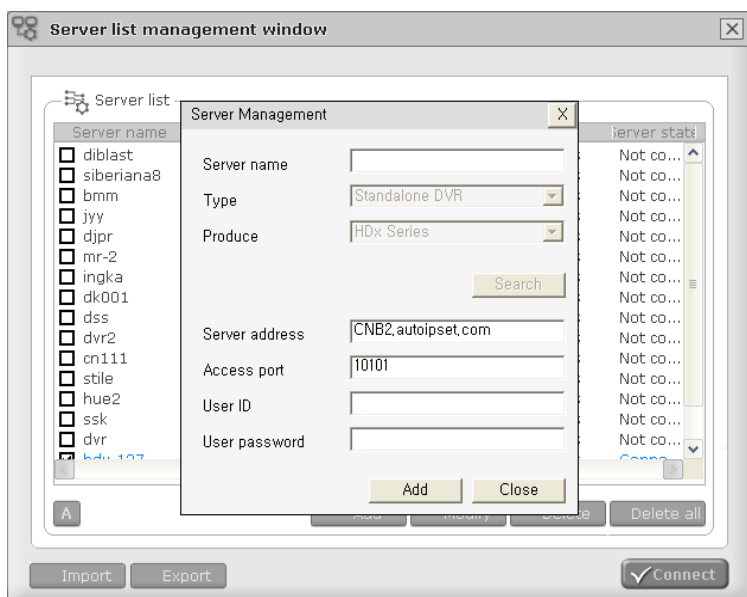 Server list management window
Server list
Server name
Server state
diblast
Not co...
siberiana8
Not co...
bmm
Not co...
jyy
Not co...
djpr
Not co...
mr-2
Not co...
ingka
Not co...
dk001
Not co...
dss
Not co...
dvr2
Not co...
cn111
Not co...
stile
Not co...
hue2
Not co...
ssk
Not co...
dvr
Not co...
Server Management
X
Server name
Type
Standalone DVR
Produce
HDx Series
Search
Server address
CNB2.autoipset.com
Access port
10101
User ID
User password
Add
Close
A
Add
Modify
Delete
Delete all
Import
Export
Connect